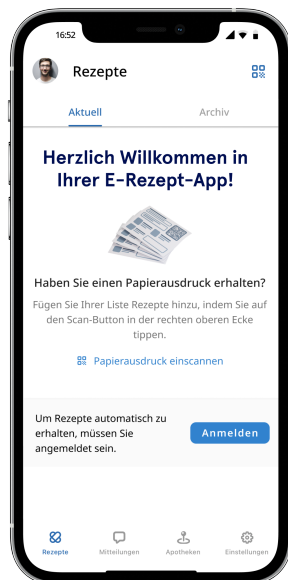 16:52
Rezepte
Aktuell
Archiv
Herzlich Willkommen in
Ihrer E-Rezept-App!
Haben Sie einen Papierausdruck erhalten?
Fügen Sie Ihrer Liste Rezepte hinzu, indem Sie auf
den Scan-Button in der rechten oberen Ecke
tippen.
Papierausdruck einscannen
Um Rezepte automatisch zu
erhalten, müssen Sie
angemeldet sein.
Anmelden
Rezepte
Mitteilungen
Apotheken
Einstellungen